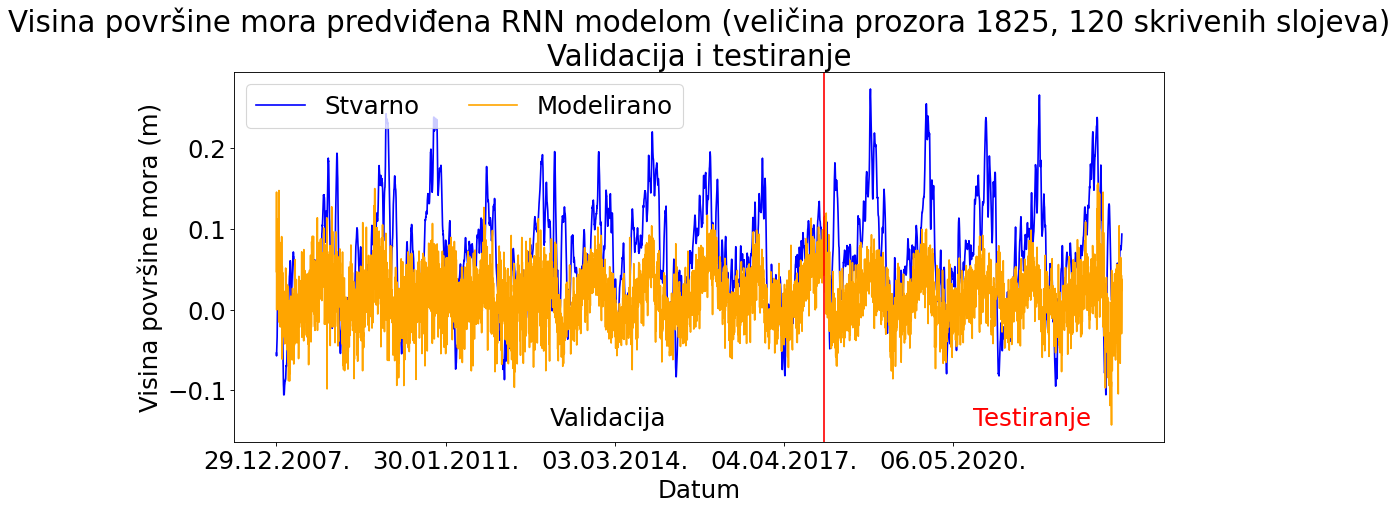 Visina površine mora predviđena RNN modelom (veličina prozora 1825, 120 skrivenih slojeva)
Validacija i testiranje
Stvarno
Modelirano
Visina površine mora (m)
0.2
0.1
0.0
−0.1
Validacija
Testiranje
29.12.2007.
30.01.2011.
03.03.2014.
04.04.2017.
06.05.2020.
Datum